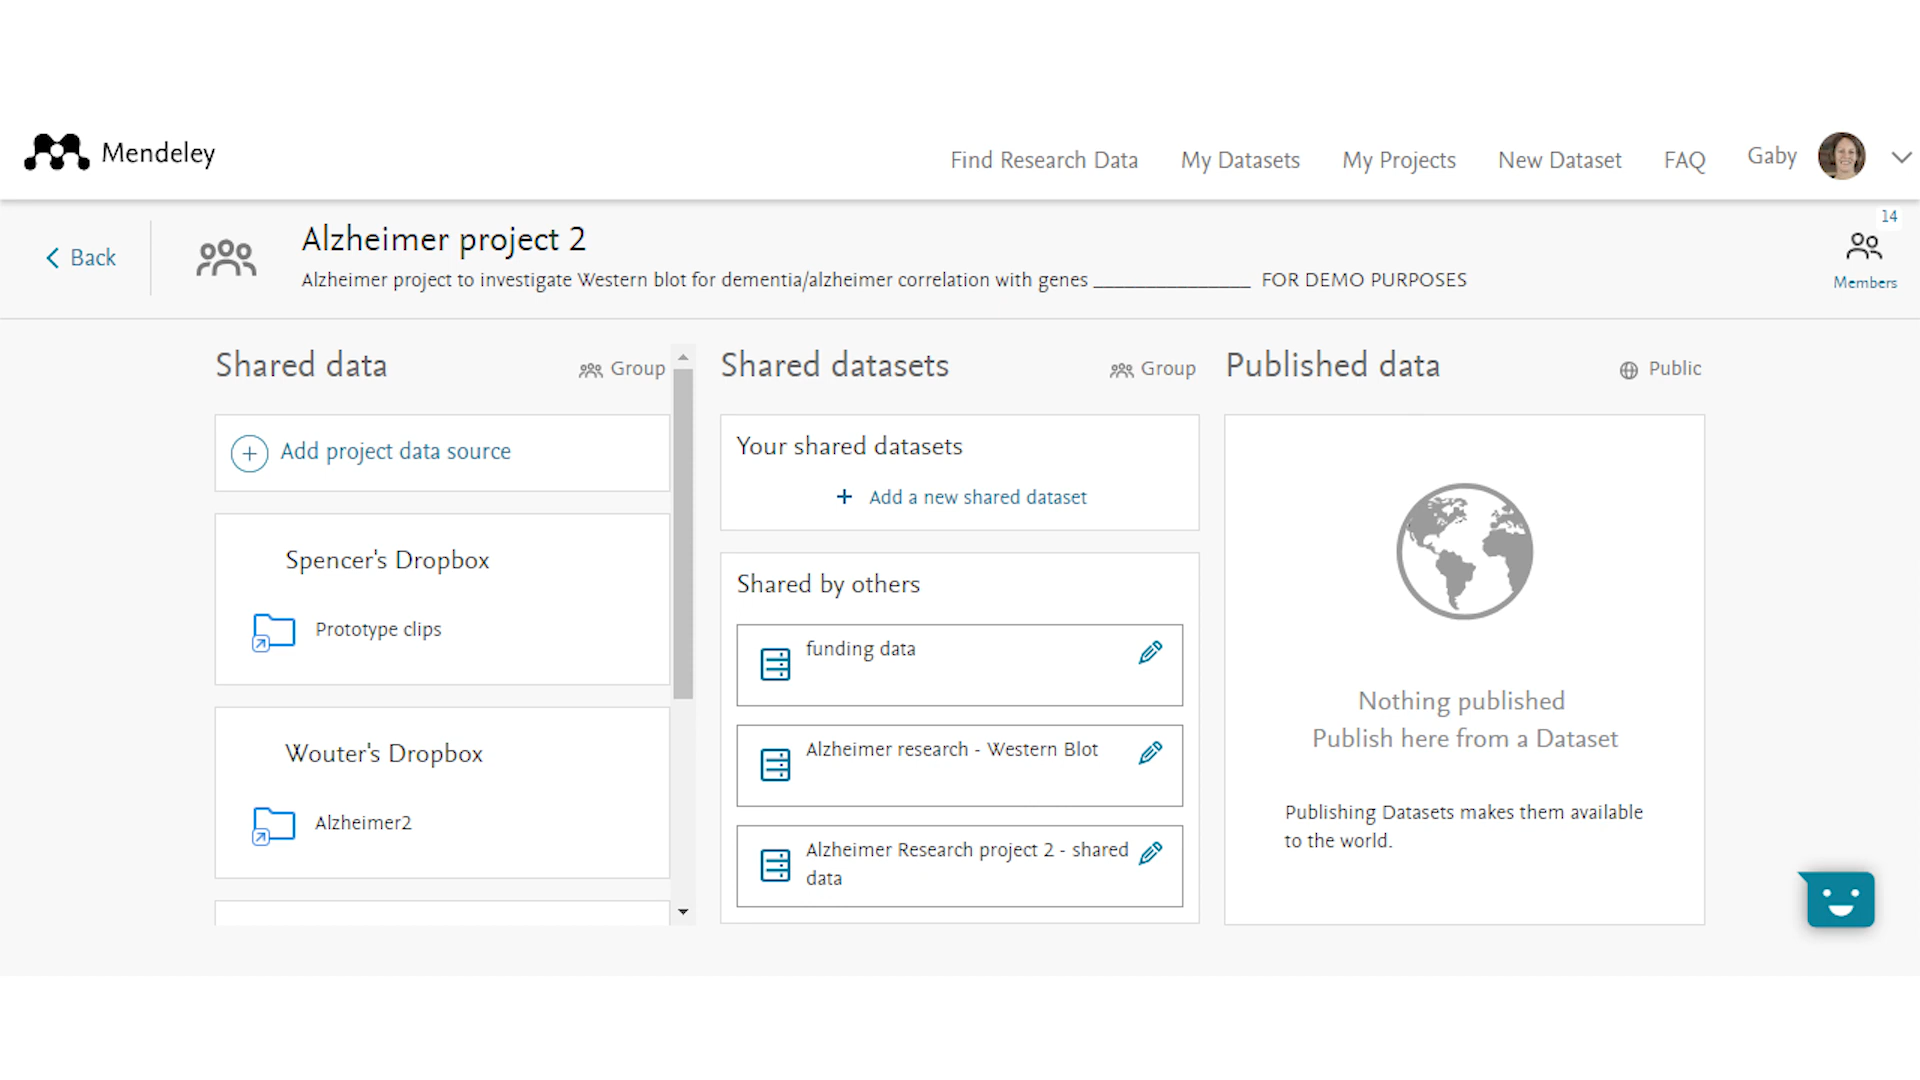 Mendeley
Find Research Data
My Datasets
My Projects
New Dataset
FAQ
Gaby
Back
Alzheimer project 2
Alzheimer project to investigate Western blot for dementia/alzheimer correlation with genes _______________ FOR DEMO PURPOSES
14
Members
Shared data
Group
Add project data source
Spencer's Dropbox
Prototype clips
Wouter's Dropbox
Alzheimer2
Shared datasets
Group
Your shared datasets
+ Add a new shared dataset
Shared by others
funding data
Alzheimer research - Western Blot
Alzheimer Research project 2 - shared
data
Published data
Public
Nothing published
Publish here from a Dataset
Publishing Datasets makes them available
to the world.